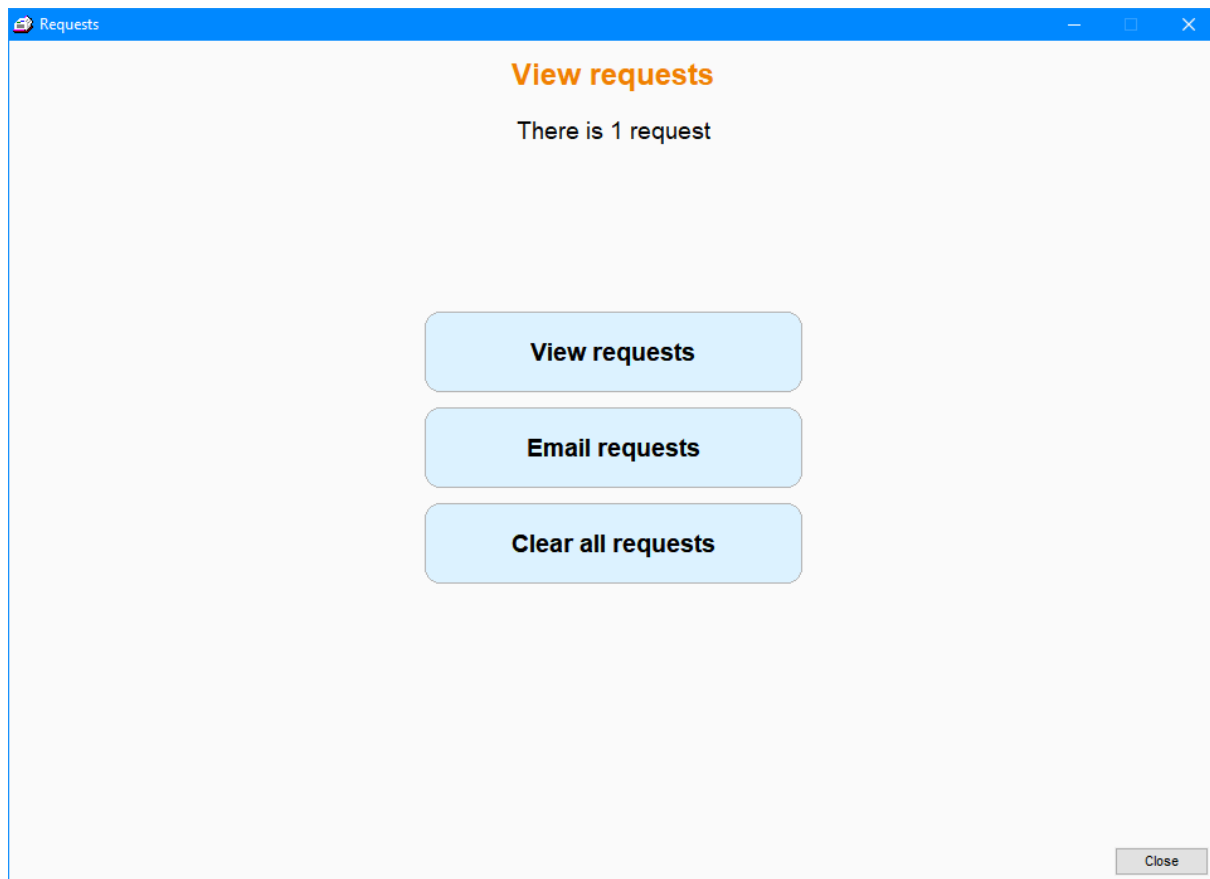 Requests
View requests
There is 1 request
View requests
Email requests
Clear all requests
Close